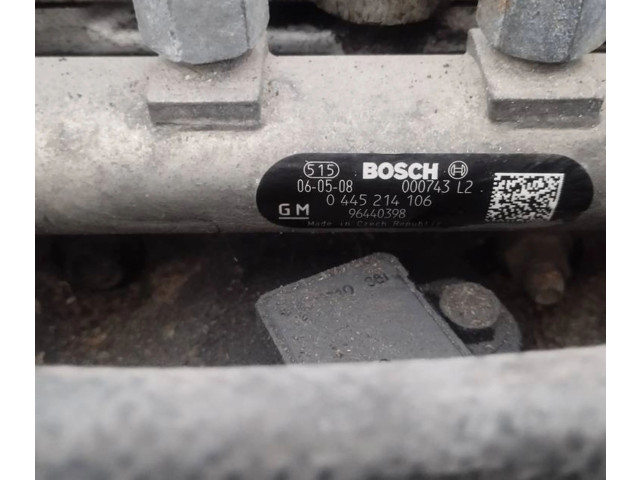 515 BOSCH
06-05-08 000743 L2
0 445 214 106
GM 96440398
Made in Czech Republic